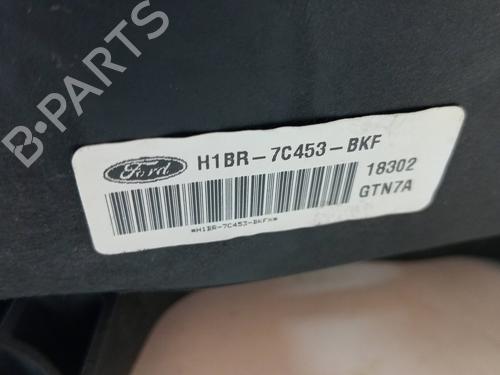 B-PARTS
Ford
H1BR-7C453-BKF
18302
GTN7A
*H1BR-7C453-BKF**